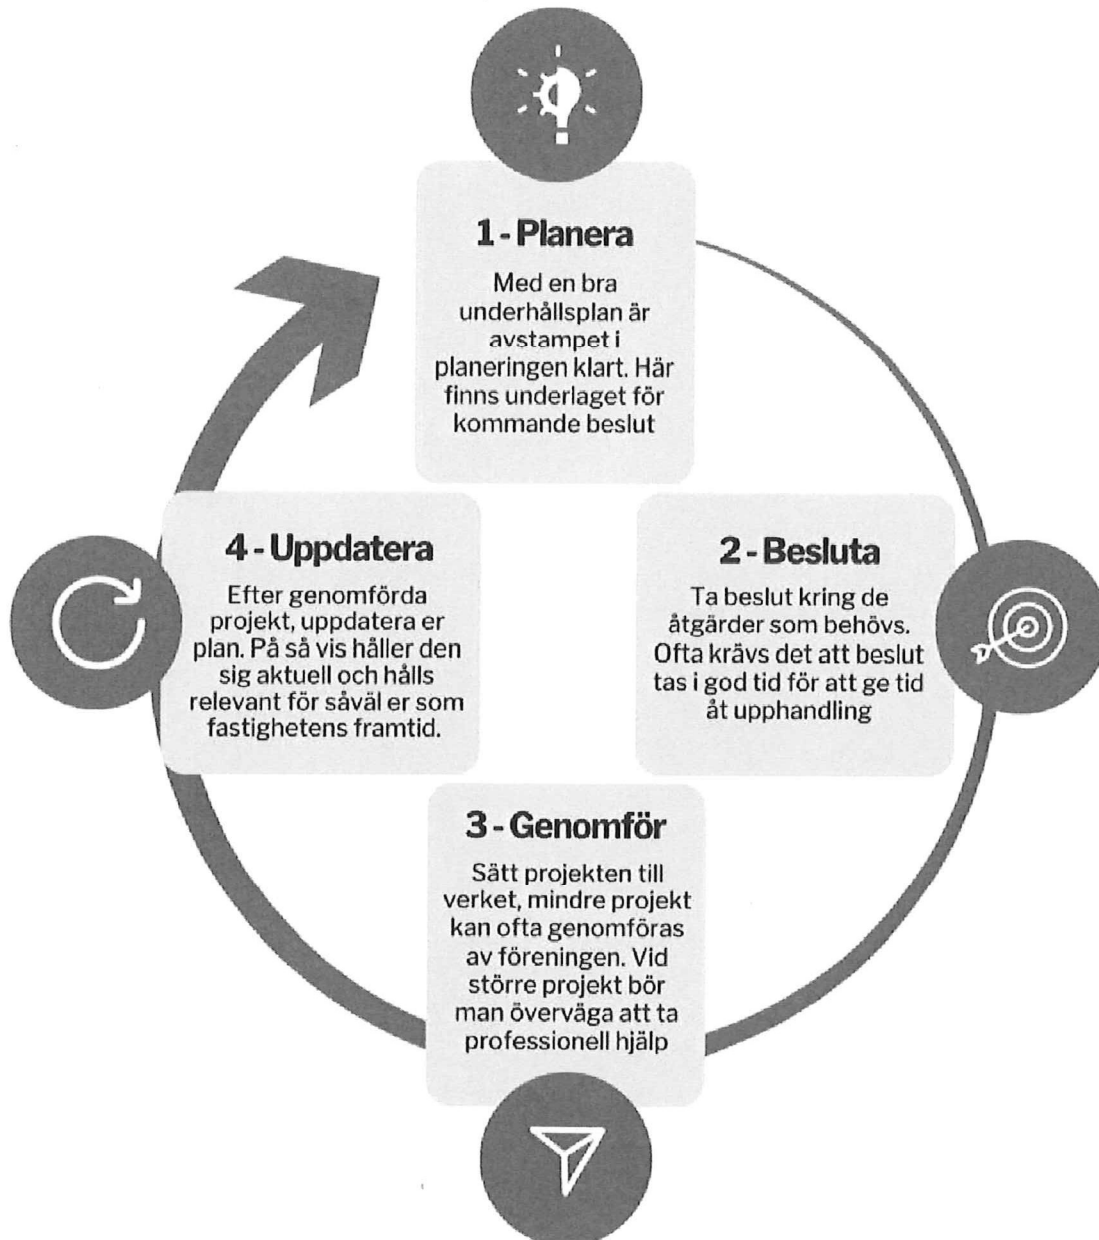 1 - Planera
Med en bra
underhållsplan är
avstampet i
planeringen klart. Här
finns underlaget för
kommande beslut
2 - Besluta
Ta beslut kring de
åtgärder som behövs.
Ofta krävs det att beslut
tas i god tid för att ge tid
åt upphandling
3 - Genomför
Sätt projekten till
verket, mindre projekt
kan ofta genomföras
av föreningen. Vid
större projekt bör
man överväga att ta
professionell hjälp
4 - Uppdatera
Efter genomförda
projekt, uppdatera er
plan. På så vis håller den
sig aktuell och hålls
relevant för såväl er som
fastighetens framtid.